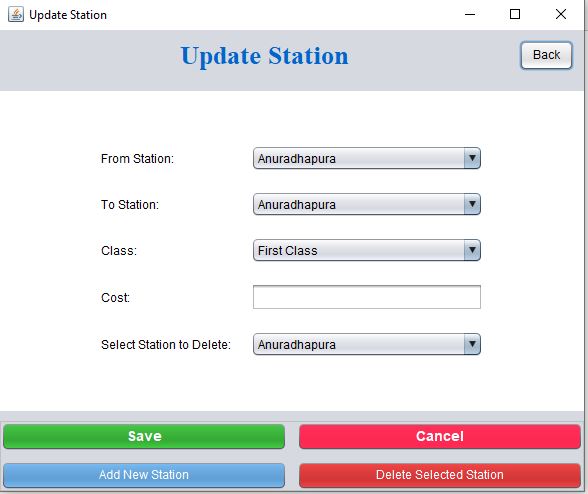 Update Station
Update Station
Back
From Station:
Anuradhapura
To Station:
Anuradhapura
Class:
First Class
Cost:
Select Station to Delete:
Anuradhapura
Save
Cancel
Add New Station
Delete Selected Station